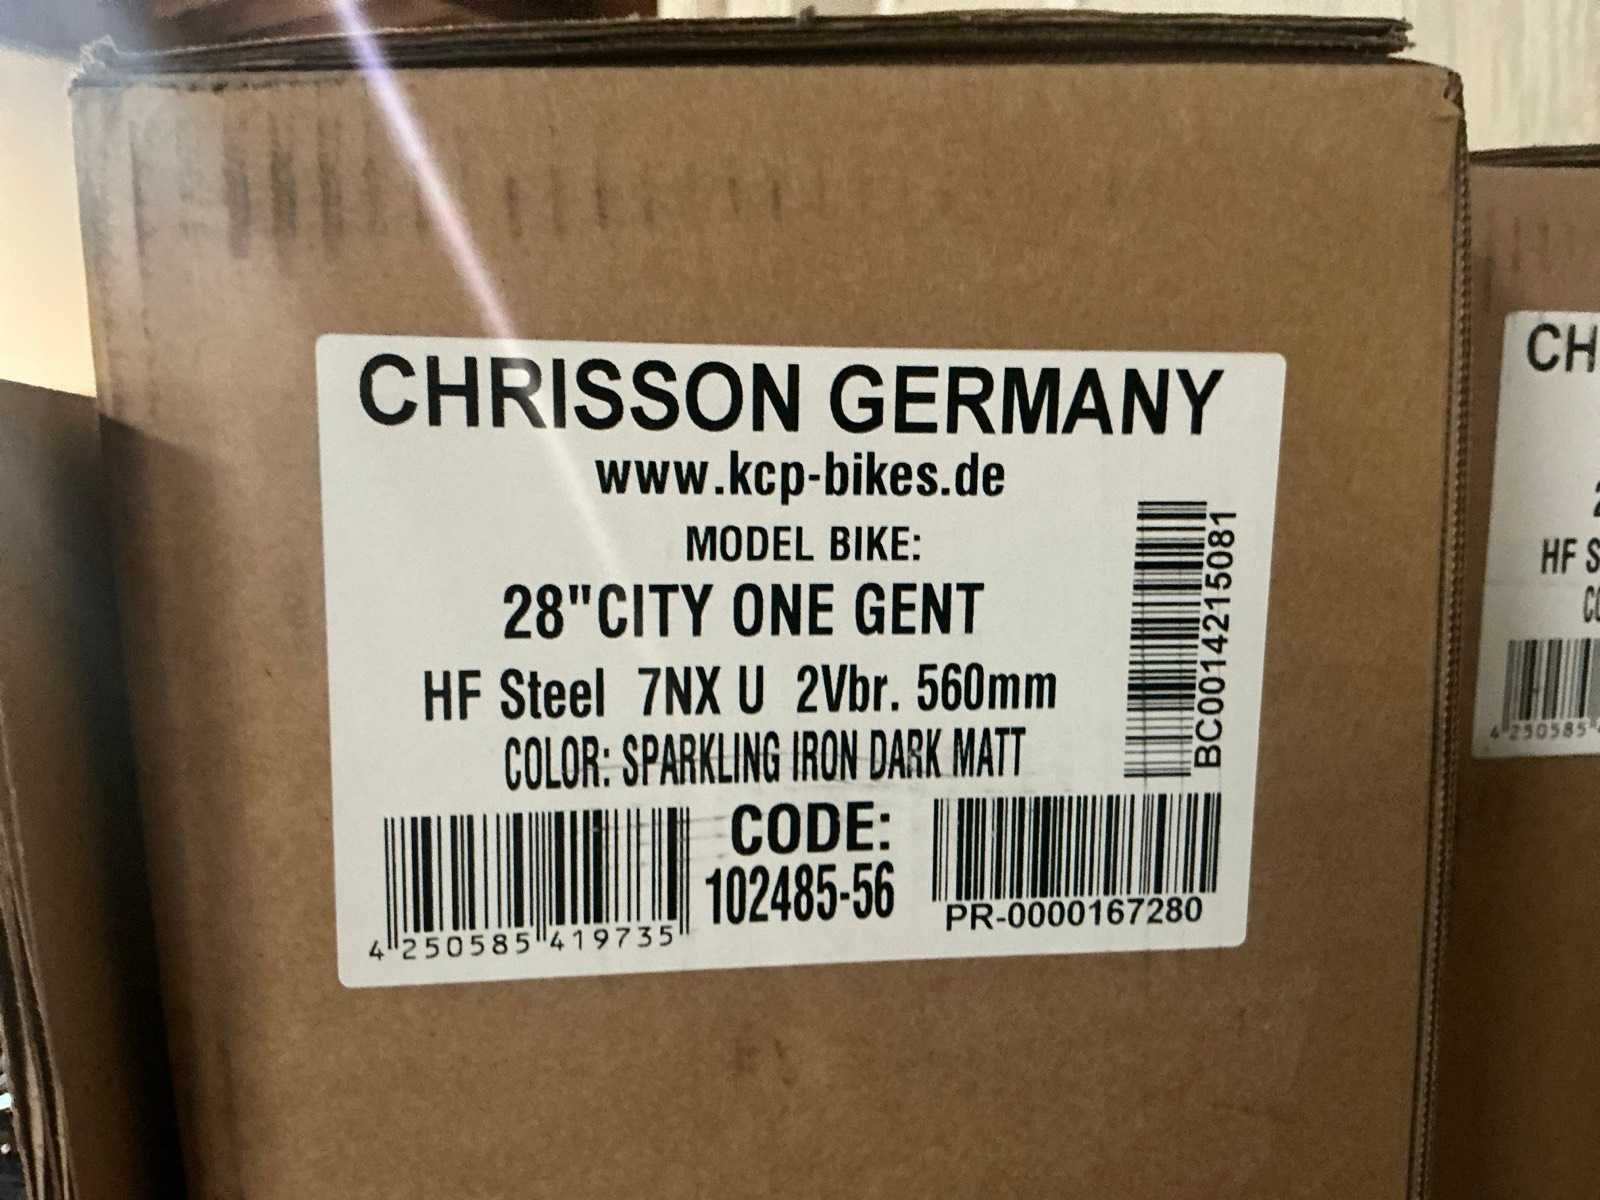 CHRISSON GERMANY
www.kcp-bikes.de
MODEL BIKE:
28"CITY ONE GENT
HF Steel 7NX U 2Vbr. 560mm
COLOR: SPARKLING IRON DARK MATT
BC0014215081
CODE:
102485-56
4 250585 419735
PR-0000167280
CH
HF S
CO
4 250585